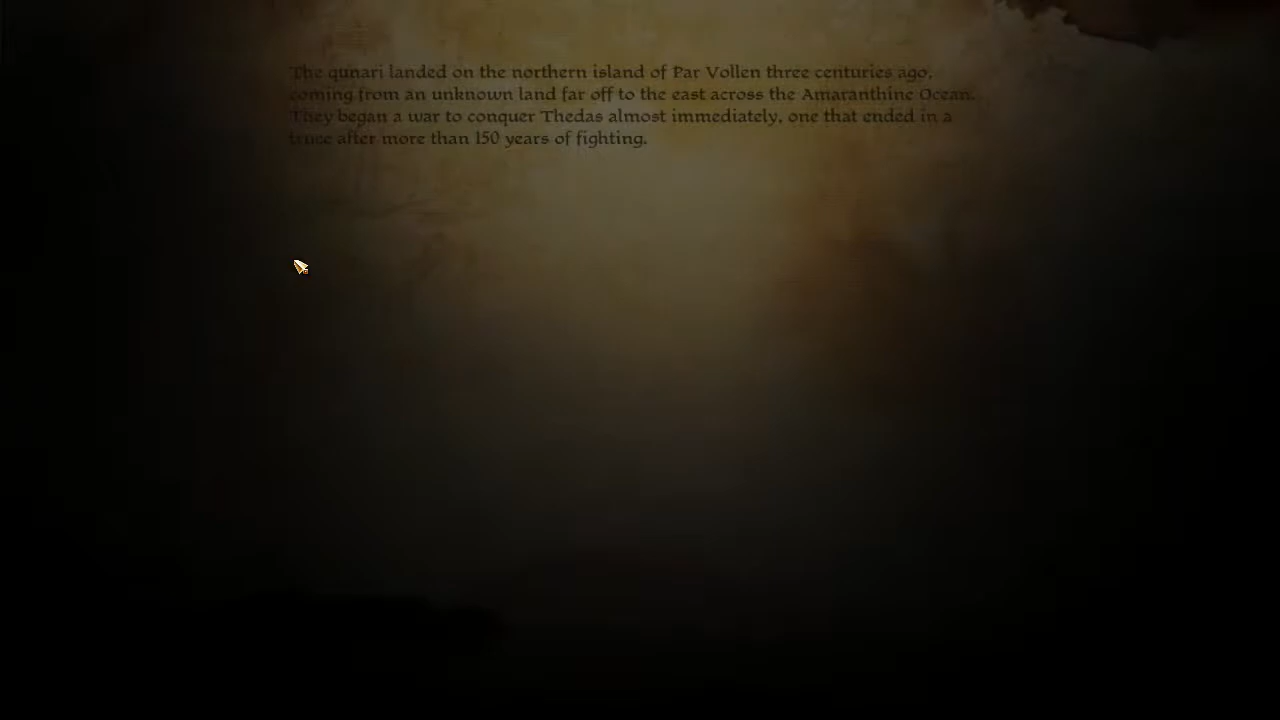 The qunari landed on the northern island of Par Vollen three centuries ago,
coming from an unknown land far off to the east across the Amaranthine Ocean.
They began a war to conquer Thedas almost immediately, one that ended in a
truce after more than 150 years of fighting.